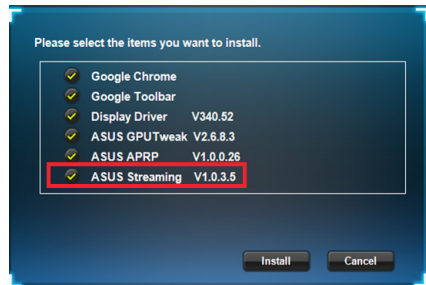 Please select the items you want to install.
Google Chrome
Google Toolbar
Display Driver V340.52
ASUS GPUTweak V2.6.8.3
ASUS APRP V1.0.0.26
ASUS Streaming V1.0.3.5
Install Cancel